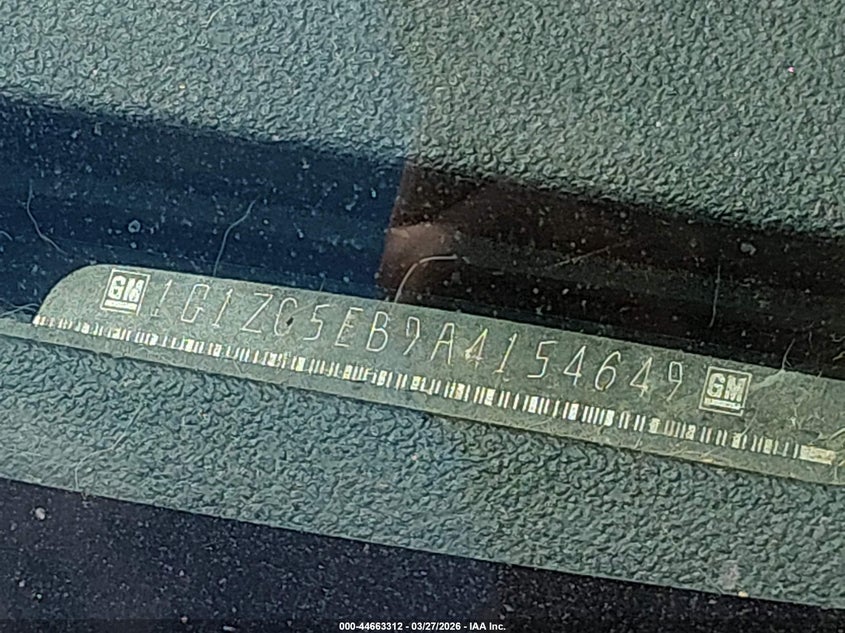 GM 1G1ZC5EB9A4154649 GM
000-44663312 - 03/27/2026 - IAA Inc.